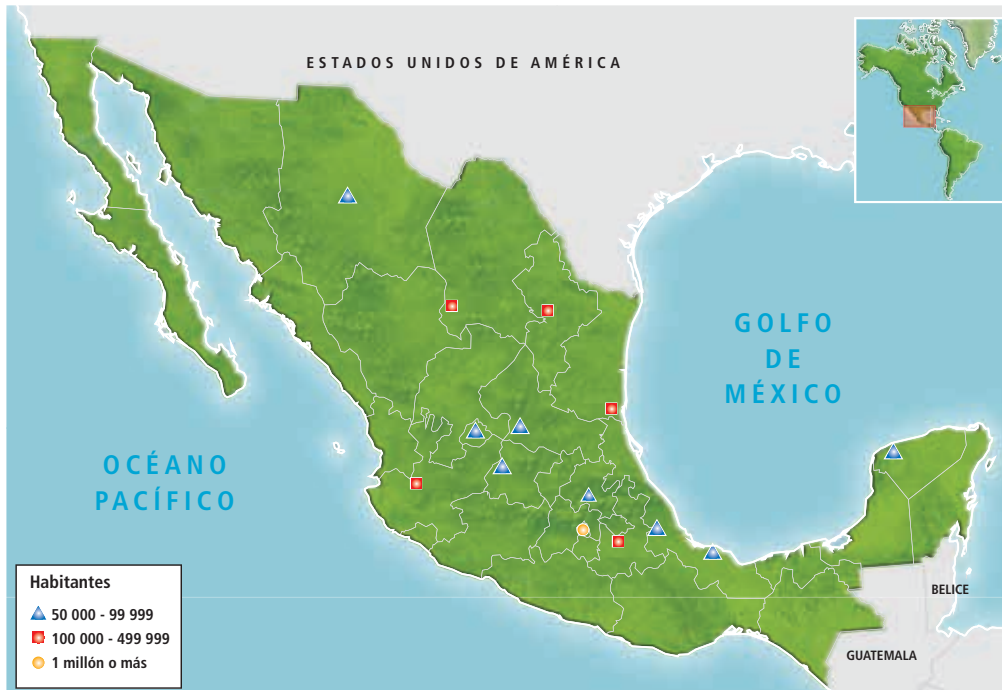 ESTADOS UNIDOS DE AMÉRICA
GOLFO
DE
MÉXICO
OCÉANO
PACÍFICO
Habitantes
50 000 - 99 999
100 000 - 499 999
1 millón o más
BELICE
GUATEMALA